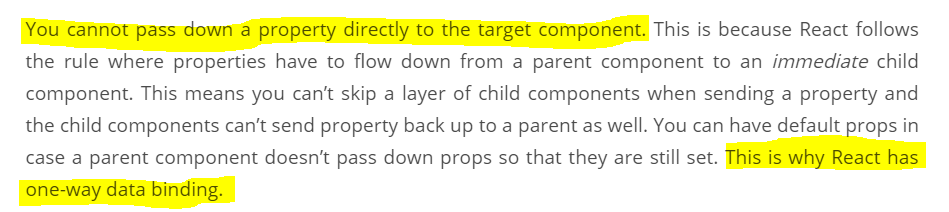 You cannot pass down a property directly to the target component. This is because React follows
the rule where properties have to flow down from a parent component to an immediate child
component. This means you can’t skip a layer of child components when sending a property and
the child components can’t send property back up to a parent as well. You can have default props in
case a parent component doesn’t pass down props so that they are still set. This is why React has
one-way data binding.